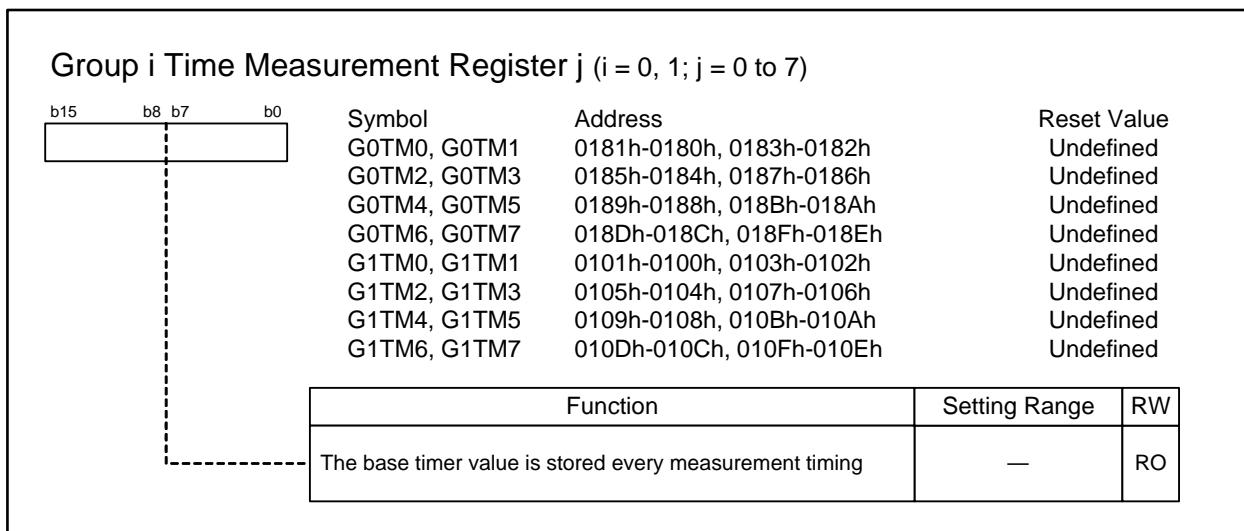 Group i Time Measurement Register j (i = 0, 1; j = 0 to 7)
b15 b8 b7 b0
Symbol Address Reset Value
G0TM0, G0TM1 0181h-0180h, 0183h-0182h Undefined
G0TM2, G0TM3 0185h-0184h, 0187h-0186h Undefined
G0TM4, G0TM5 0189h-0188h, 018Bh-018Ah Undefined
G0TM6, G0TM7 018Dh-018Ch, 018Fh-018Eh Undefined
G1TM0, G1TM1 0101h-0100h, 0103h-0102h Undefined
G1TM2, G1TM3 0105h-0104h, 0107h-0106h Undefined
G1TM4, G1TM5 0109h-0108h, 010Bh-010Ah Undefined
G1TM6, G1TM7 010Dh-010Ch, 010Fh-010Eh Undefined
Function Setting Range RW
The base timer value is stored every measurement timing — RO